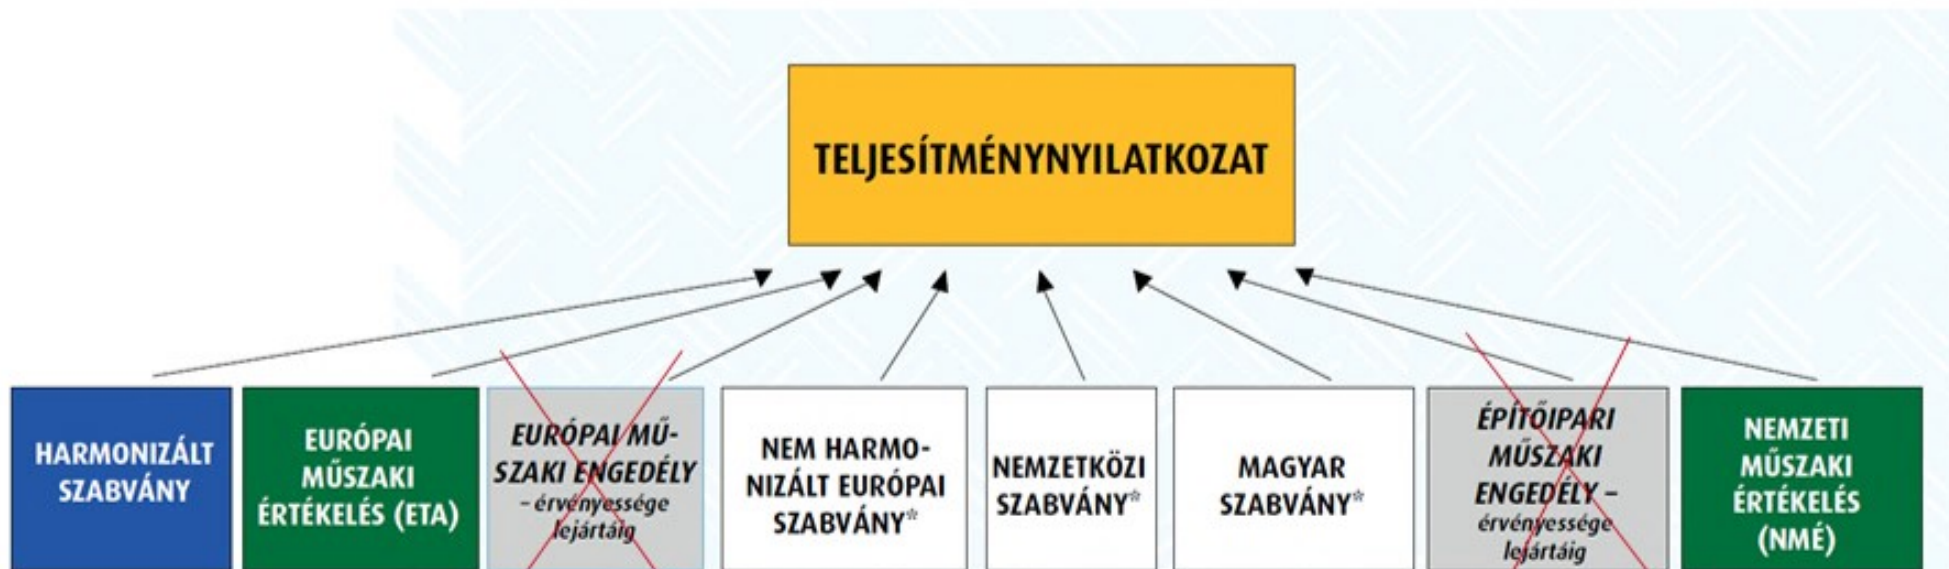 TELJESÍTMÉNYNYILATKOZAT
HARMONIZÁLT
SZABVÁNY
EURÓPAI
MŰSZAKI
ÉRTÉKELÉS (ETA)
EURÓPAI MŰ-
SZAKI ENGEDÉLY
– érvényessége
lejártáig
NEM HARMO-
NIZÁLT EURÓPAI
SZABVÁNY*
NEMZETKÖZI
SZABVÁNY*
MAGYAR
SZABVÁNY*
ÉPÍTŐIPARI
MŰSZAKI
ENGEDÉLY –
érvényessége
lejártáig
NEMZETI
MŰSZAKI
ÉRTÉKELÉS
(NMÉ)